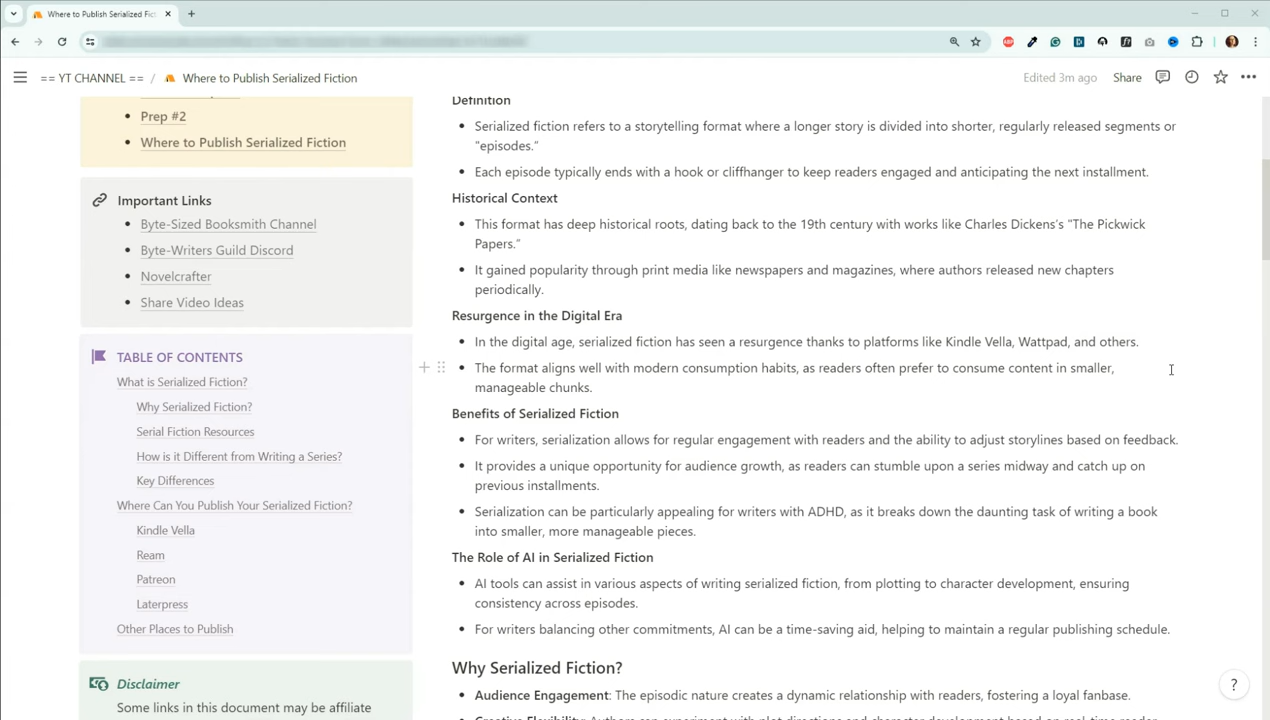 Where to Publish Serialized Fic
== YT CHANNEL == / Where to Publish Serialized Fiction
Edited 3m ago
Share
Prep #2
Where to Publish Serialized Fiction
Important Links
Byte-Sized Booksmith Channel
Byte-Writers Guild Discord
Novelcrafter
Share Video Ideas
TABLE OF CONTENTS
What is Serialized Fiction?
Why Serialized Fiction?
Serial Fiction Resources
How is it Different from Writing a Series?
Key Differences
Where Can You Publish Your Serialized Fiction?
Kindle Vella
Ream
Patreon
Laterpress
Other Places to Publish
Disclaimer
Some links in this document may be affiliate
Definition
Serialized fiction refers to a storytelling format where a longer story is divided into shorter, regularly released segments or
"episodes."
Each episode typically ends with a hook or cliffhanger to keep readers engaged and anticipating the next installment.
Historical Context
This format has deep historical roots, dating back to the 19th century with works like Charles Dickens's "The Pickwick
Papers."
It gained popularity through print media like newspapers and magazines, where authors released new chapters
periodically.
Resurgence in the Digital Era
In the digital age, serialized fiction has seen a resurgence thanks to platforms like Kindle Vella, Wattpad, and others.
The format aligns well with modern consumption habits, as readers often prefer to consume content in smaller,
manageable chunks.
Benefits of Serialized Fiction
For writers, serialization allows for regular engagement with readers and the ability to adjust storylines based on feedback.
It provides a unique opportunity for audience growth, as readers can stumble upon a series midway and catch up on
previous installments.
Serialization can be particularly appealing for writers with ADHD, as it breaks down the daunting task of writing a book
into smaller, more manageable pieces.
The Role of AI in Serialized Fiction
AI tools can assist in various aspects of writing serialized fiction, from plotting to character development, ensuring
consistency across episodes.
For writers balancing other commitments, AI can be a time-saving aid, helping to maintain a regular publishing schedule.
Why Serialized Fiction?
Audience Engagement: The episodic nature creates a dynamic relationship with readers, fostering a loyal fanbase.
Creative Flexibility: Authors can experiment with plot directions and character development based on real-time reader
?